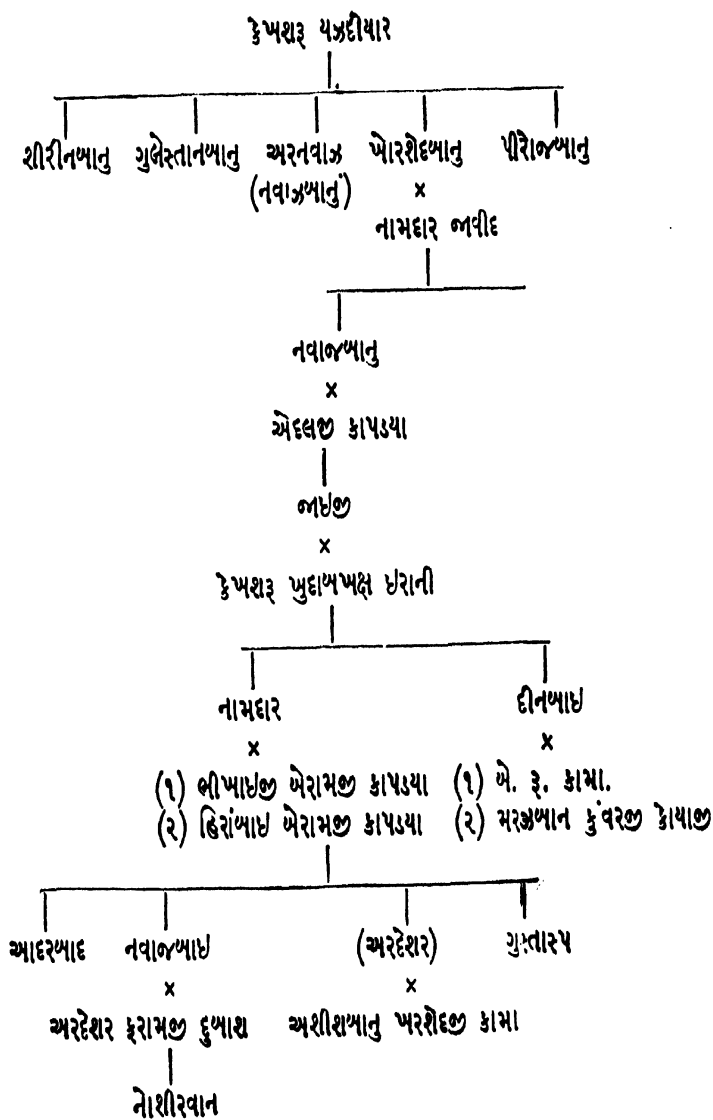 કેખશરૂ યઝદીયાર
શીરીનબાનુ ગુલેસ્તાનબાનુ અરનવાઝ ખોરશેદબાનુ પીરોજબાનુ
(નવાઝબાનું) ×
નામદાર જાવીદ
નવાજબાનુ
×
એદલજી કાપડયા
જાઇજી
×
કેખશરૂ ખુદાબખક્ષ ઇરાની
નામદાર દીનબાઇ
× ×
(૧) ભીખાઇજી બેરામજી કાપડયા (૧) બે. રૂ. કામા.
(૨) હિરાંબાઇ બેરામજી કાપડયા (૨) મરઝબાન કુંવરજી કોયાજી
આદરબાદ નવાજબાઇ (અરદેશર) ગુસ્તાસ્પ
× ×
અરદેશર ફરામજી દુબાશ અશીશબાનુ ખરશેદજી કામા
નોશીરવાન